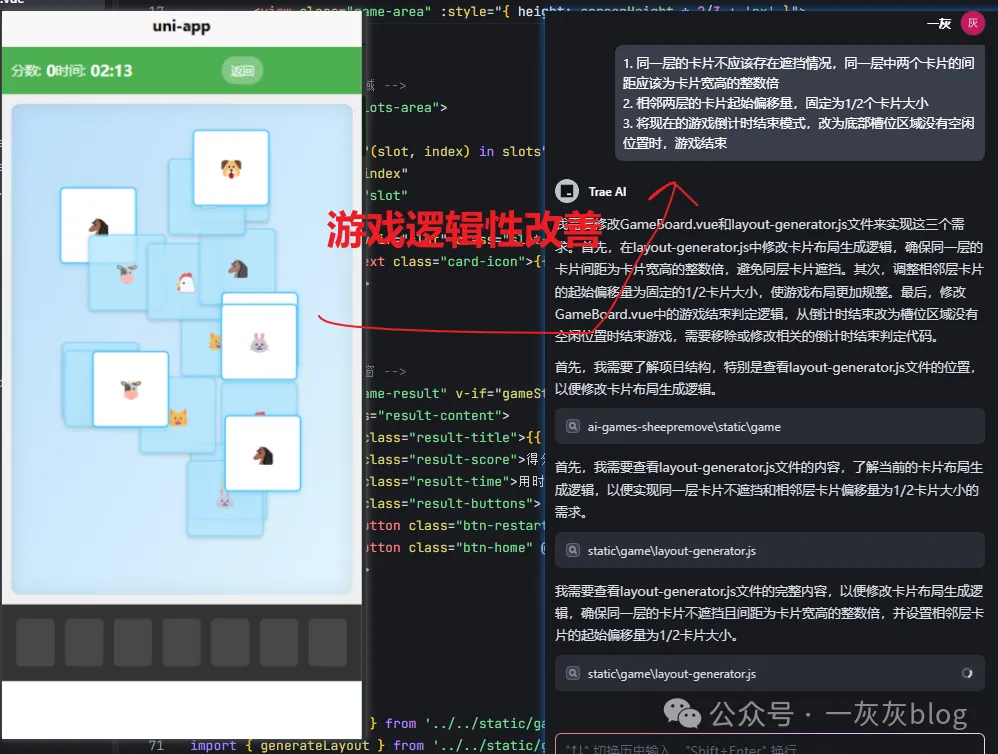 .vue
17 <view class="game-area" :style="{ height: screenHeight * 2/3 + 'px' }">
uni-app
分数: 0时间: 02:13
返回
域 -->
lots-area">
"(slot, index) in slots"
index"
"slot"
ext class="card-icon">{
窗 -->
ame-result" v-if="gameSt
s="result-content">
class="result-title">{{
class="result-score">得分
class="result-time">用时
class="result-buttons">
utton class="btn-restart
utton class="btn-home" @
} from '../../static/ga
71 import { generateLayout } from '../../static/g
游戏逻辑性改善
一灰
灰
1. 同一层的卡片不应该存在遮挡情况，同一层中两个卡片的间
距应该为卡片宽高的整数倍
2. 相邻两层的卡片起始偏移量，固定为1/2个卡片大小
3. 将现在的游戏倒计时结束模式，改为底部槽位区域没有空闲
位置时，游戏结束
Trae AI
我需要修改GameBoard.vue和layout-generator.js文件来实现这三个需
求。首先，在layout-generator.js中修改卡片布局生成逻辑，确保同一层的
卡片间距为卡片宽高的整数倍，避免同层卡片遮挡。其次，调整相邻层卡片
的起始偏移量为固定的1/2卡片大小，使游戏布局更加规整。最后，修改
GameBoard.vue中的游戏结束判定逻辑，从倒计时结束改为槽位区域没有
空闲位置时结束游戏，需要移除或修改相关的倒计时结束判定代码。
首先，我需要了解项目结构，特别是查看layout-generator.js文件的位置，
以便修改卡片布局生成逻辑。
ai-games-sheepremove\static\game
首先，我需要查看layout-generator.js文件的内容，了解当前的卡片布局生
成逻辑，以便实现同一层卡片不遮挡和相邻层卡片偏移量为1/2卡片大小的
需求。
static\game\layout-generator.js
我需要查看layout-generator.js文件的完整内容，以便修改卡片布局生成逻
辑，确保同一层的卡片不遮挡且间距为卡片宽高的整数倍，并设置相邻层卡
片的起始偏移量为1/2卡片大小。
static\game\layout-generator.js
公众号 · 一灰灰blog
"↑↓" 切换历史输入，"Shift+Enter" 换行